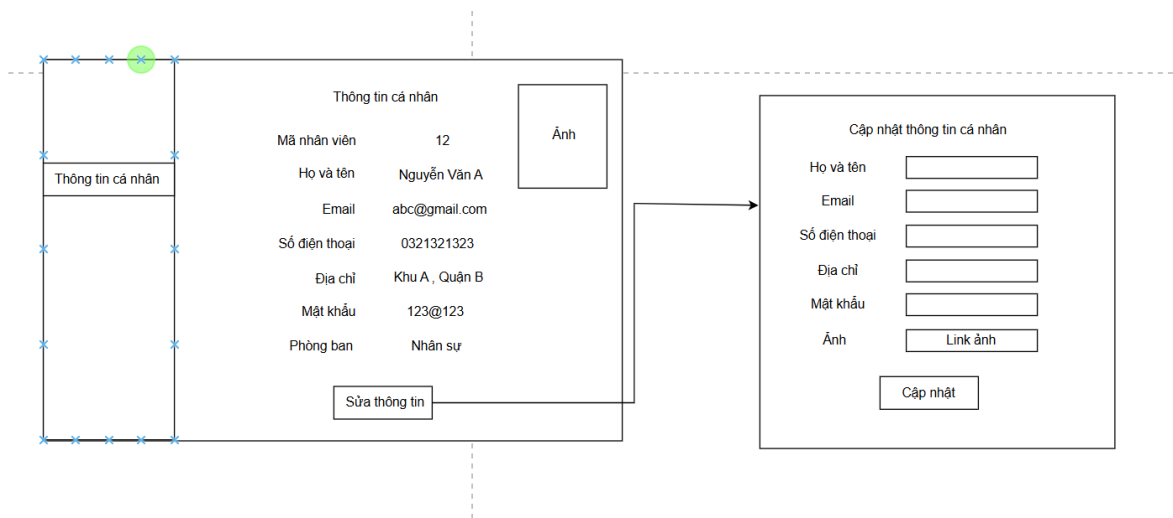 Thông tin cá nhân
Thông tin cá nhân
Ảnh
Mã nhân viên 12
Họ và tên Nguyễn Văn A
Email abc@gmail.com
Số điện thoại 0321321323
Địa chỉ Khu A , Quận B
Mật khẩu 123@123
Phòng ban Nhân sự
Sửa thông tin
Cập nhật thông tin cá nhân
Họ và tên
Email
Số điện thoại
Địa chỉ
Mật khẩu
Ảnh Link ảnh
Cập nhật